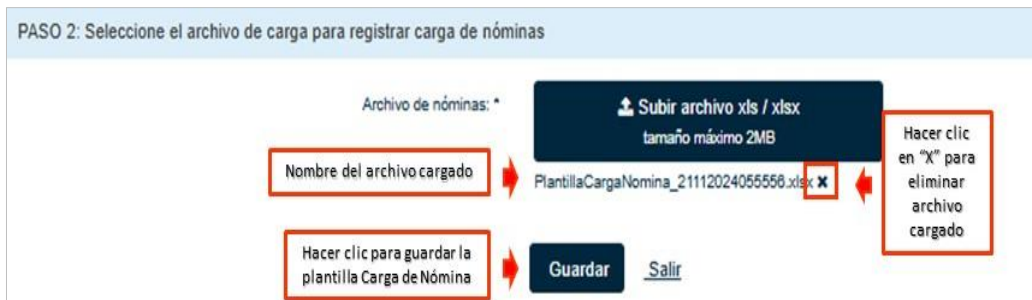 PASO 2: Seleccione el archivo de carga para registrar carga de nóminas
Archivo de nóminas: *
Subir archivo xls / xlsx
tamaño máximo 2MB
Nombre del archivo cargado
PlantillaCargaNomina_21112024055556.xlsx ✖
Hacer clic
en “X” para
eliminar
archivo
cargado
Hacer clic para guardar la
plantilla Carga de Nómina
Guardar
Salir